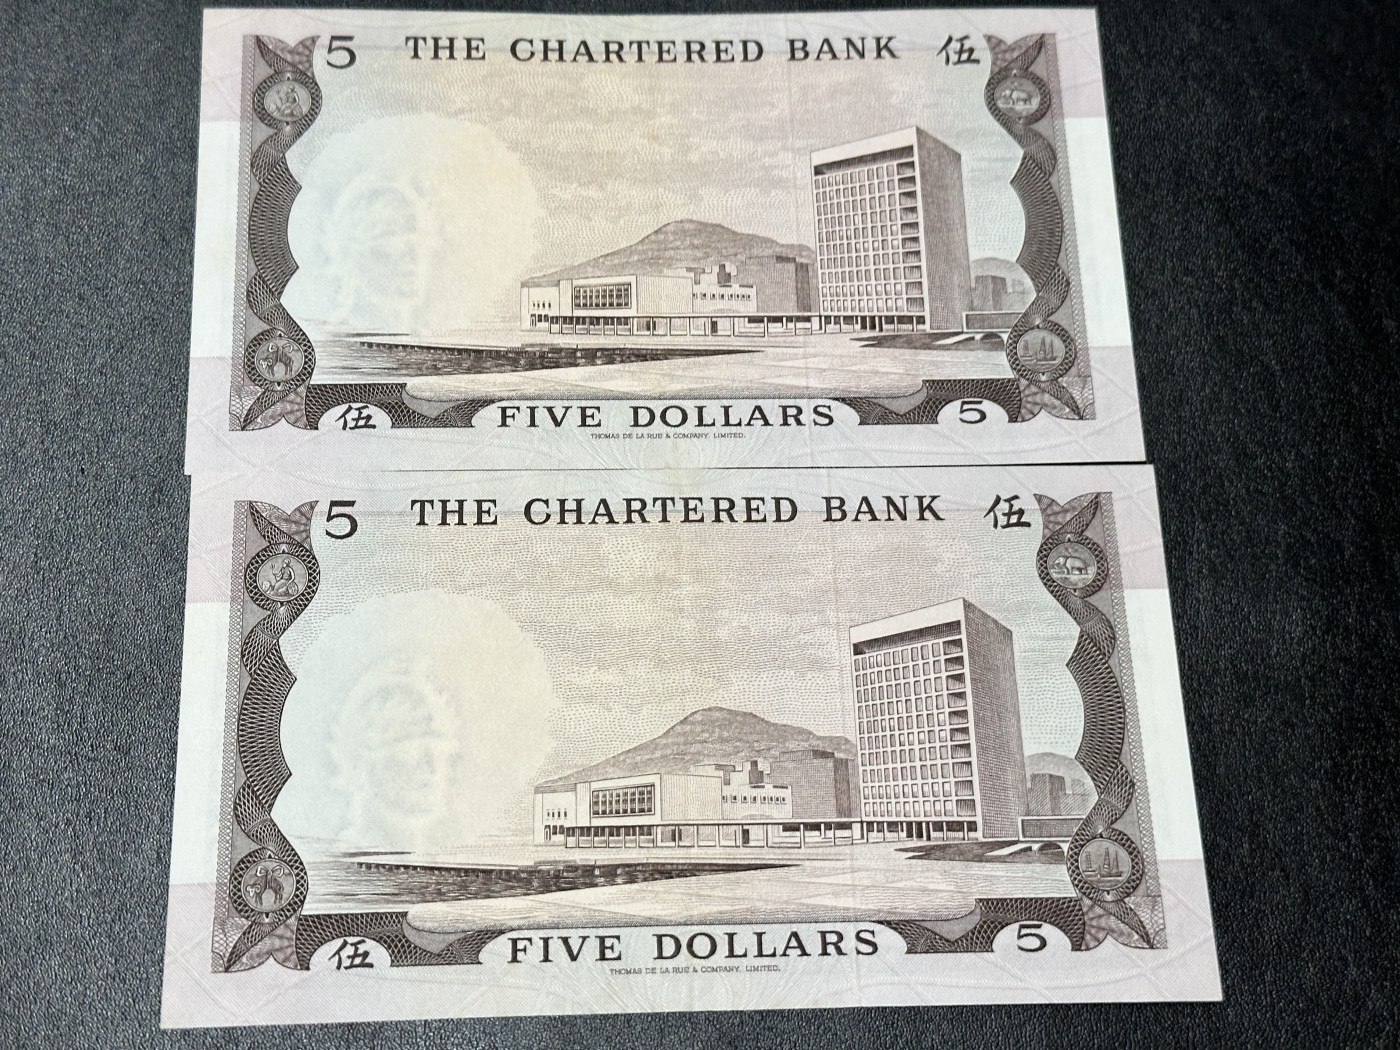 5 THE CHARTERED BANK 伍
伍 FIVE DOLLARS 5
THOMAS DE LA RUE & COMPANY, LIMITED.
5 THE CHARTERED BANK 伍
伍 FIVE DOLLARS 5
THOMAS DE LA RUE & COMPANY, LIMITED.